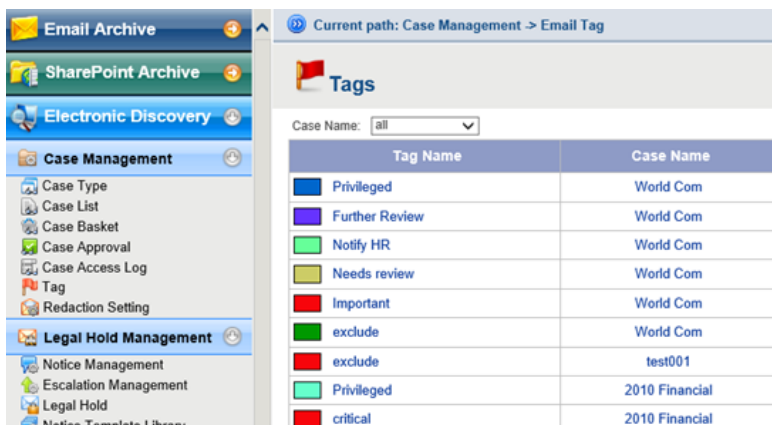 Email Archive
SharePoint Archive
Electronic Discovery
Case Management
Case Type
Case List
Case Basket
Case Approval
Case Access Log
Tag
Redaction Setting
Legal Hold Management
Notice Management
Escalation Management
Legal Hold
Notice Template Library
Current path: Case Management -> Email Tag
Tags
Case Name: all
Tag Name Case Name
Privileged World Com
Further Review World Com
Notify HR World Com
Needs review World Com
Important World Com
exclude World Com
exclude test001
Privileged 2010 Financial
critical 2010 Financial